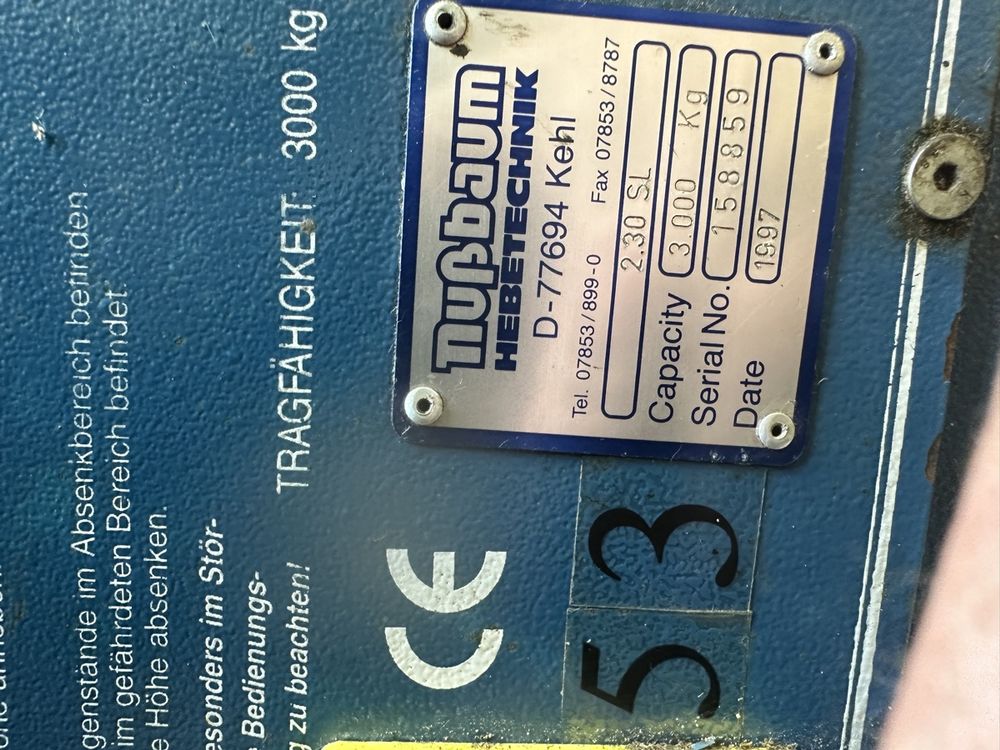 genstände im Absenkbereich befinden
im gefährdeten Bereich befindet
Höhe absenken.
esonders im Stör-
Bedienungs-
zu beachten!
TRAGFÄHIGKEIT: 3000 kg
CE
53
Nußbaum
HEBETECHNIK
D-77694 Kehl
Tel. 07853/899-0 Fax 07853/8787
2.30 SL
Capacity 3.000 Kg
Serial No. 158859
Date 1997